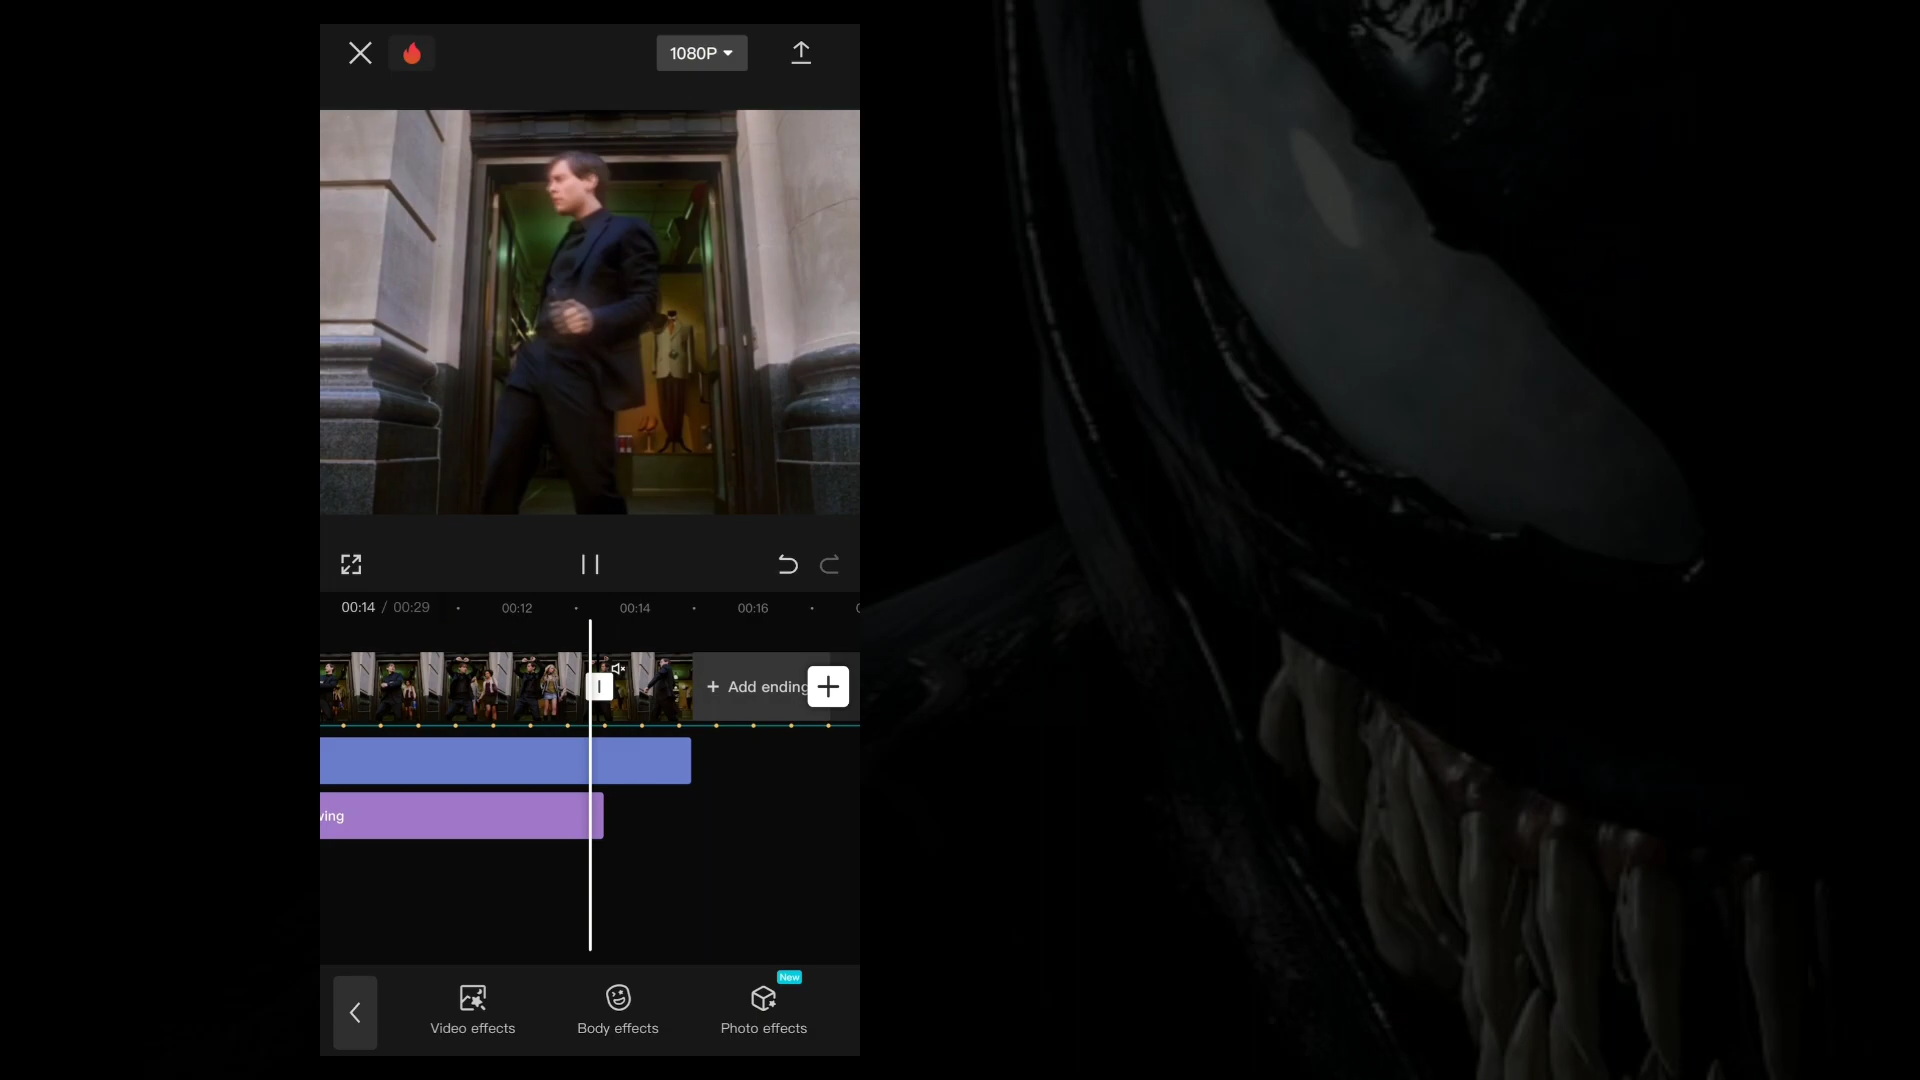 1080P
00:14 / 00:29
00:12
00:14
00:16
+ Add ending
ving
New
Video effects
Body effects
Photo effects